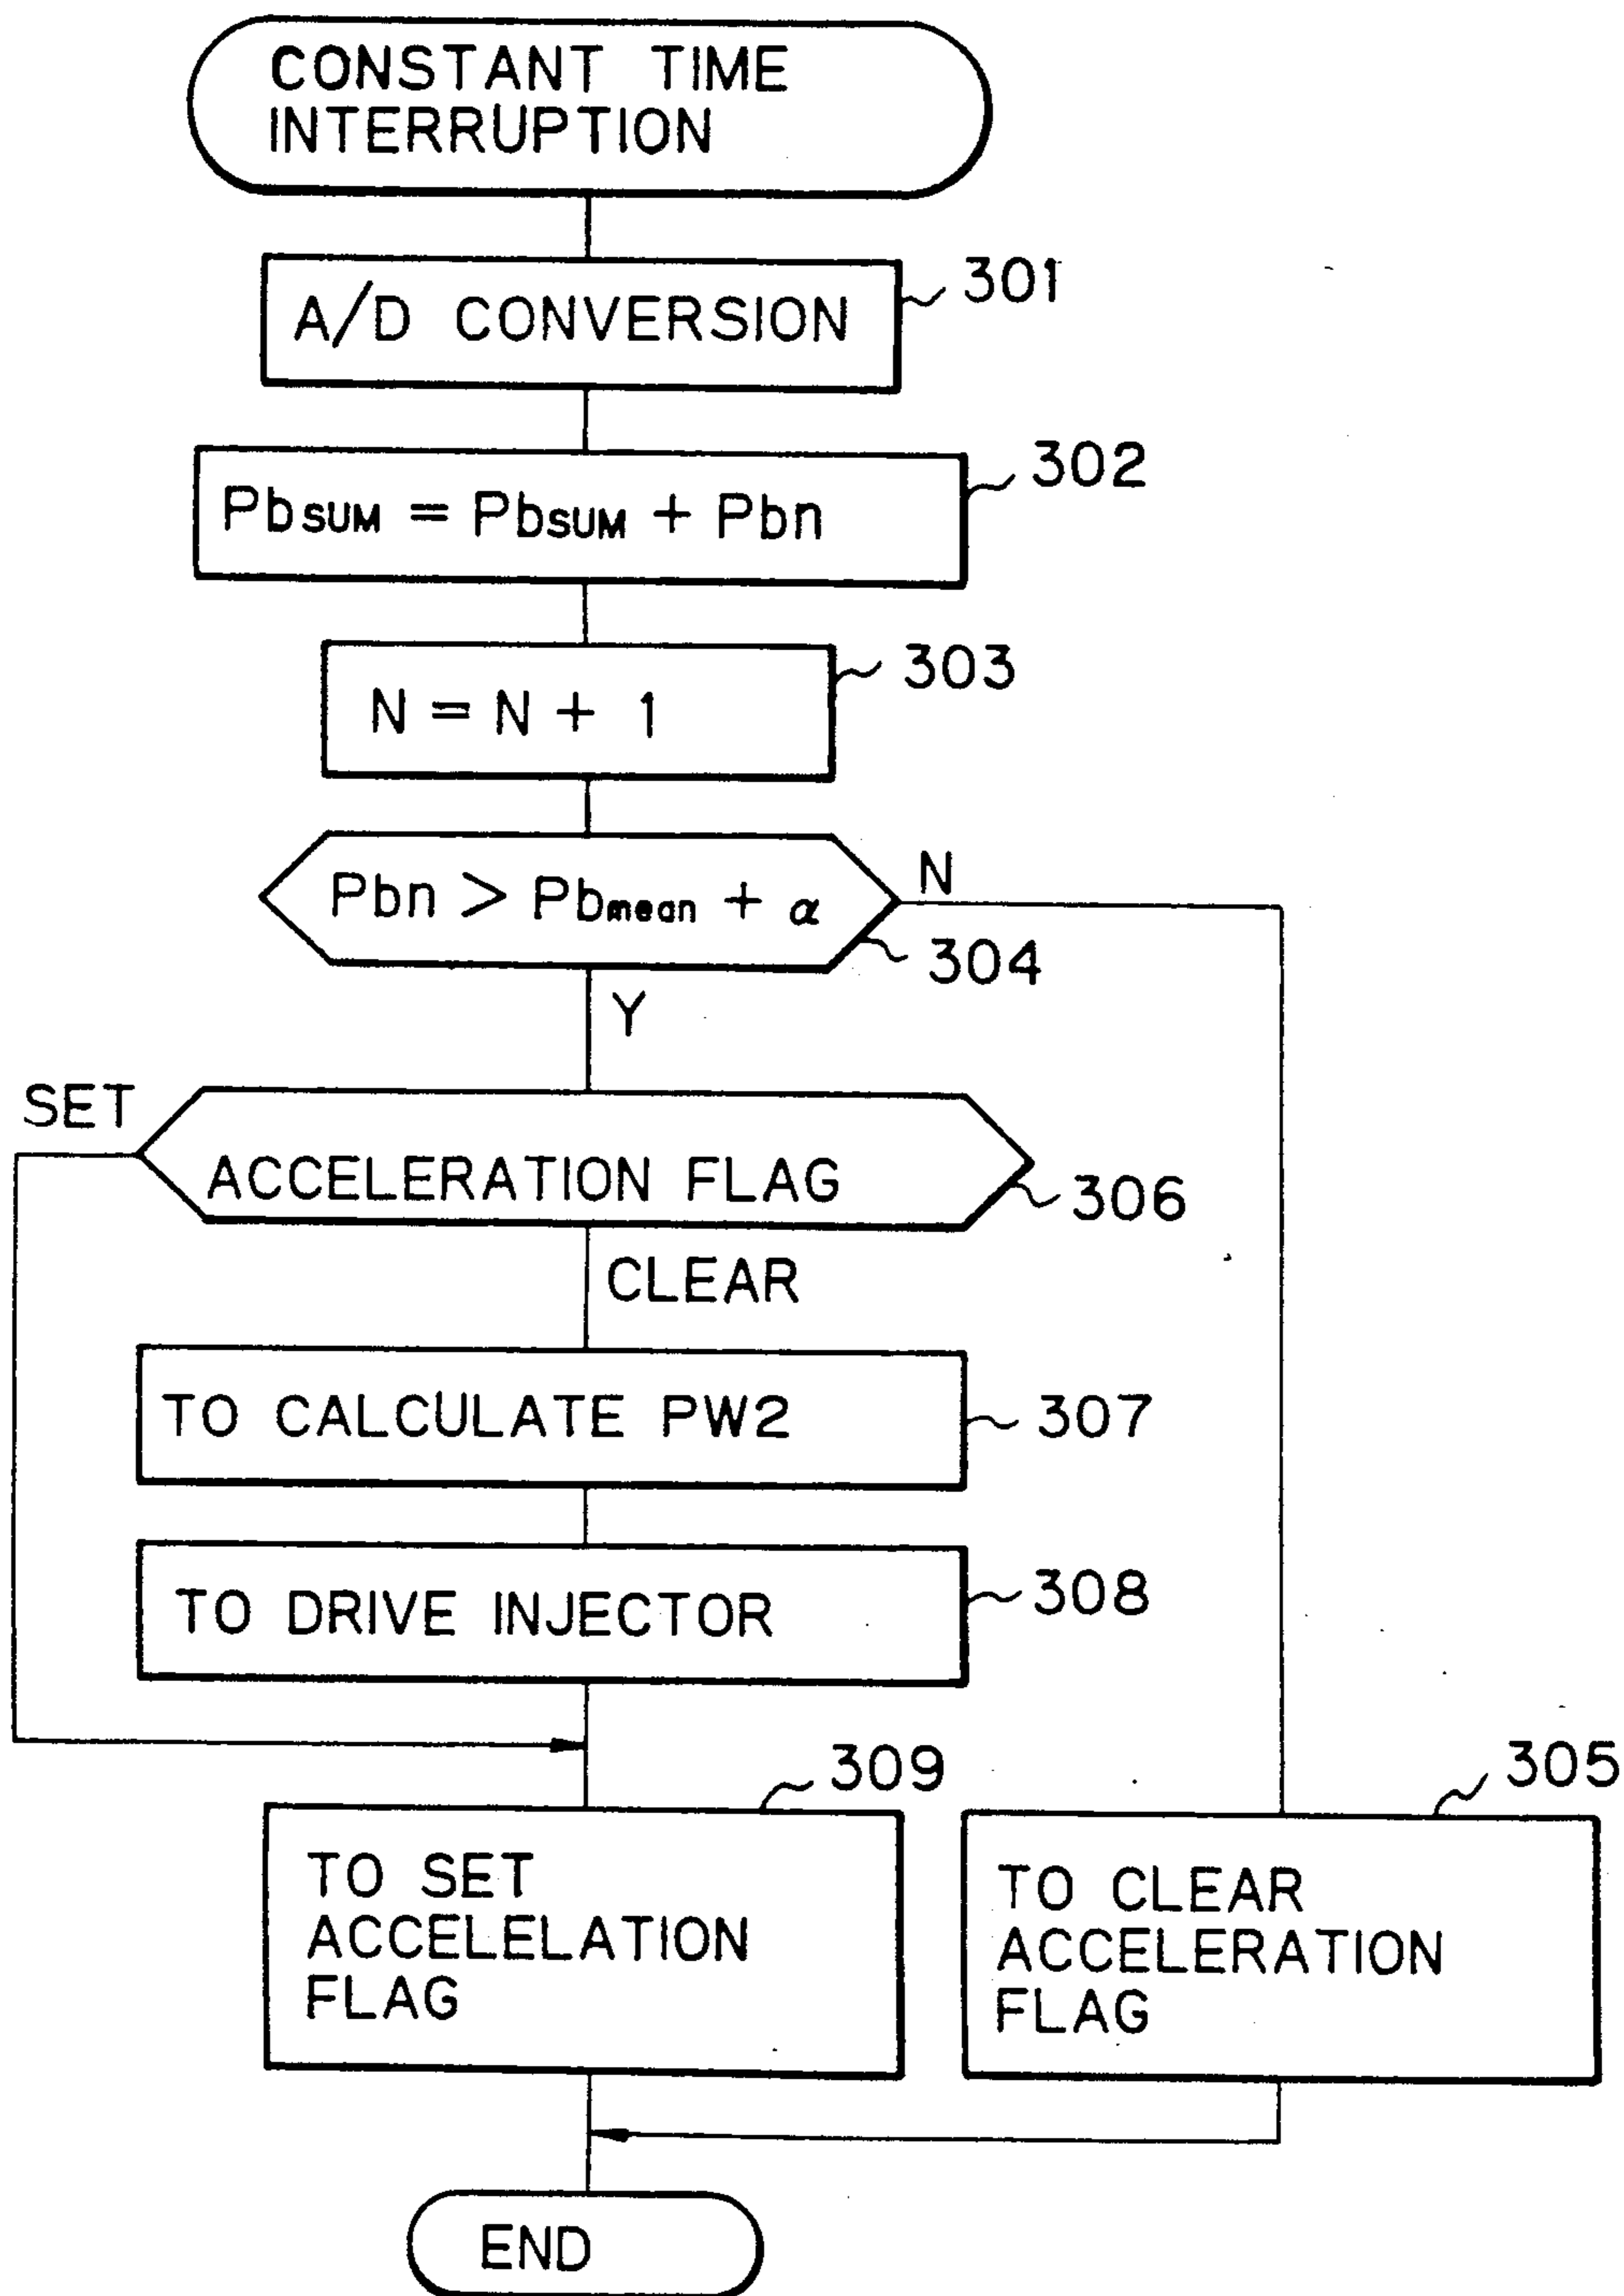 CONSTANT TIME
INTERRUPTION
A/D CONVERSION
301
PbSUM = PbSUM + Pbn
302
N = N + 1
303
Pbn > Pbmean + α
N
304
Y
SET
ACCELERATION FLAG
306
CLEAR
TO CALCULATE PW2
307
TO DRIVE INJECTOR
308
309
TO SET
ACCELELATION
FLAG
305
TO CLEAR
ACCELERATION
FLAG
END